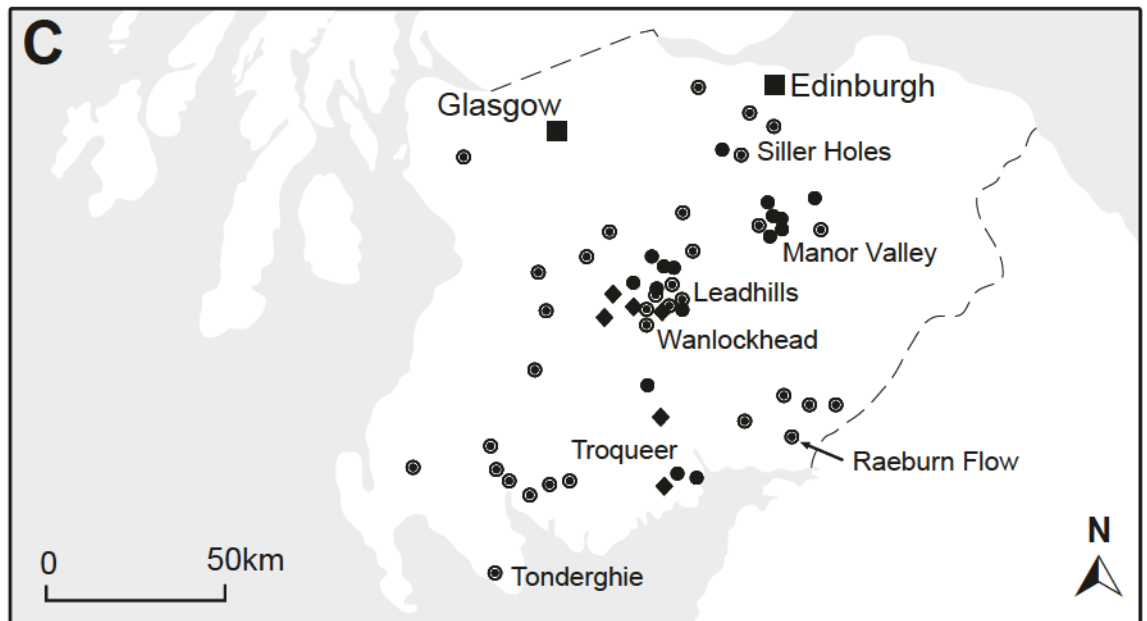 C
Edinburgh
Glasgow
Siller Holes
Manor Valley
Leadhills
Wanlockhead
Troqueer
Raeburn Flow
N
0 50km
Tonderghie